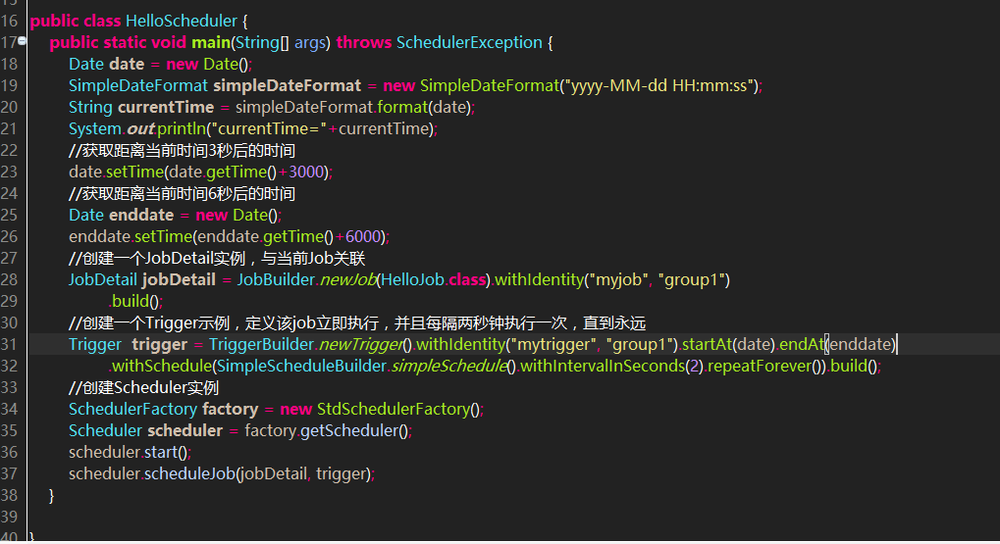 16 public class HelloScheduler {
17 public static void main(String[] args) throws SchedulerException {
18 Date date = new Date();
19 SimpleDateFormat simpleDateFormat = new SimpleDateFormat("yyyy-MM-dd HH:mm:ss");
20 String currentTime = simpleDateFormat.format(date);
21 System.out.println("currentTime="+currentTime);
22 //获取距离当前时间3秒后的时间
23 date.setTime(date.getTime()+3000);
24 //获取距离当前时间6秒后的时间
25 Date enddate = new Date();
26 enddate.setTime(enddate.getTime()+6000);
27 //创建一个JobDetail实例，与当前Job关联
28 JobDetail jobDetail = JobBuilder.newJob(HelloJob.class).withIdentity("myjob", "group1")
29 .build();
30 //创建一个Trigger示例，定义该job立即执行，并且每隔两秒钟执行一次，直到永远
31 Trigger  trigger = TriggerBuilder.newTrigger().withIdentity("mytrigger", "group1").startAt(date).endAt(enddate)
32 .withSchedule(SimpleScheduleBuilder.simpleSchedule().withIntervalInSeconds(2).repeatForever()).build();
33 //创建Scheduler实例
34 SchedulerFactory factory = new StdSchedulerFactory();
35 Scheduler scheduler = factory.getScheduler();
36 scheduler.start();
37 scheduler.scheduleJob(jobDetail, trigger);
38 }
39
40 }